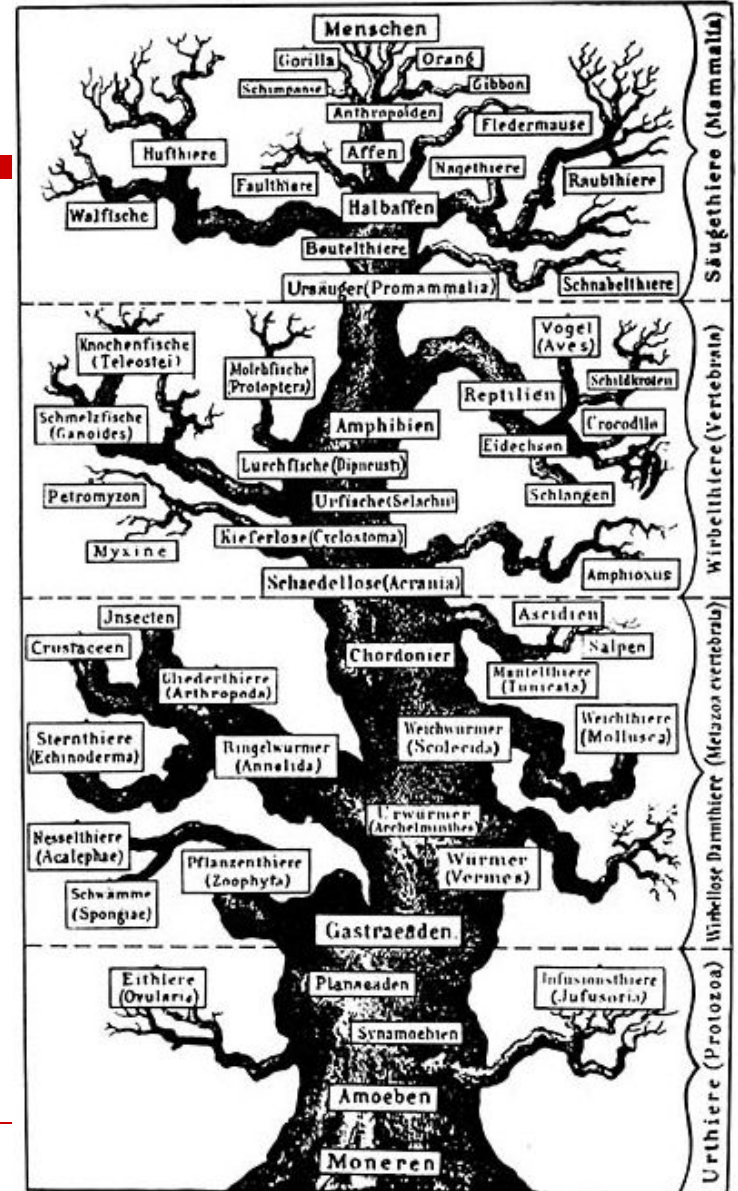 Menschen
Gorilla
Orang
Schimpanse
Gibbon
Anthropoiden
Fledermause
Hufthiere
Affen
Nagethiere
Faulthiere
Raubthiere
Walfische
Halbaffen
Beutelthiere
Ursäuger (Promammalia)
Schnabelthiere
Säugethiere (Mammalia)
Knochenfische
(Teleostei)
Molchfische
(Protoptera)
Vögel
(Aves)
Schildkroten
Reptilien
Schmelzfische
(Ganoides)
Amphibien
Crocodile
Eidechsen
Lurchfische (Dipneusti)
Schlangen
Petromyzon
Urfische (Selachii)
Kieferlose (Cyclostoma)
Myxine
Amphioxus
Schaedellose (Acrania)
Wirbelthiere (Vertebrata)
Jnsecten
Ascidien
Crustaceen
Salpen
Chordonier
Gliederthiere
(Arthropoda)
Mantelthiere
(Tunicata)
Sternthiere
(Echinoderma)
Ringelwurmer
(Annelida)
Weichwurmer
(Scolecida)
Weichthiere
(Mollusca)
Urwurmer
(Archelminthes)
Nesselthiere
(Acalephae)
Pflanzenthiere
(Zoophyta)
Wurmer
(Vermes)
Schwämme
(Spongiae)
Gastraeaden.
Wirbellose Darmthiere (Metazoa evertebrata)
Eithiere
(Ovularia)
Planaeaden
Infusionsthiere
(Jufusoria)
Synamoebien
Amoeben
Moneren
Urthiere (Protozoa)